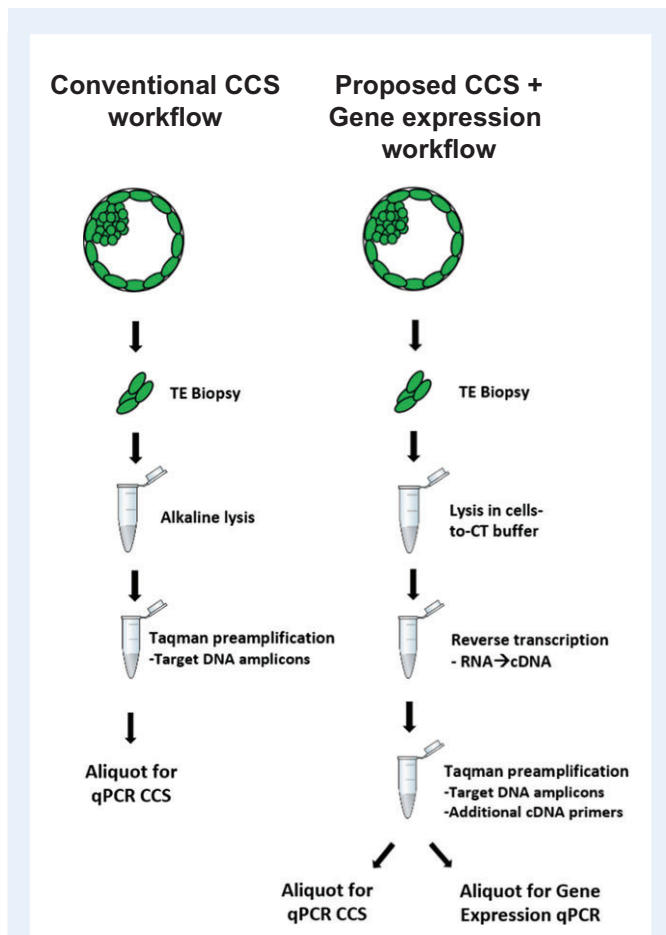 Conventional CCS
workflow
Proposed CCS +
Gene expression
workflow
TE Biopsy
Alkaline lysis
Taqman preamplification
-Target DNA amplicons
Aliquot for
qPCR CCS
TE Biopsy
Lysis in cells-
to-CT buffer
Reverse transcription
- RNA→cDNA
Taqman preamplification
-Target DNA amplicons
-Additional cDNA primers
Aliquot for
qPCR CCS
Aliquot for Gene
Expression qPCR